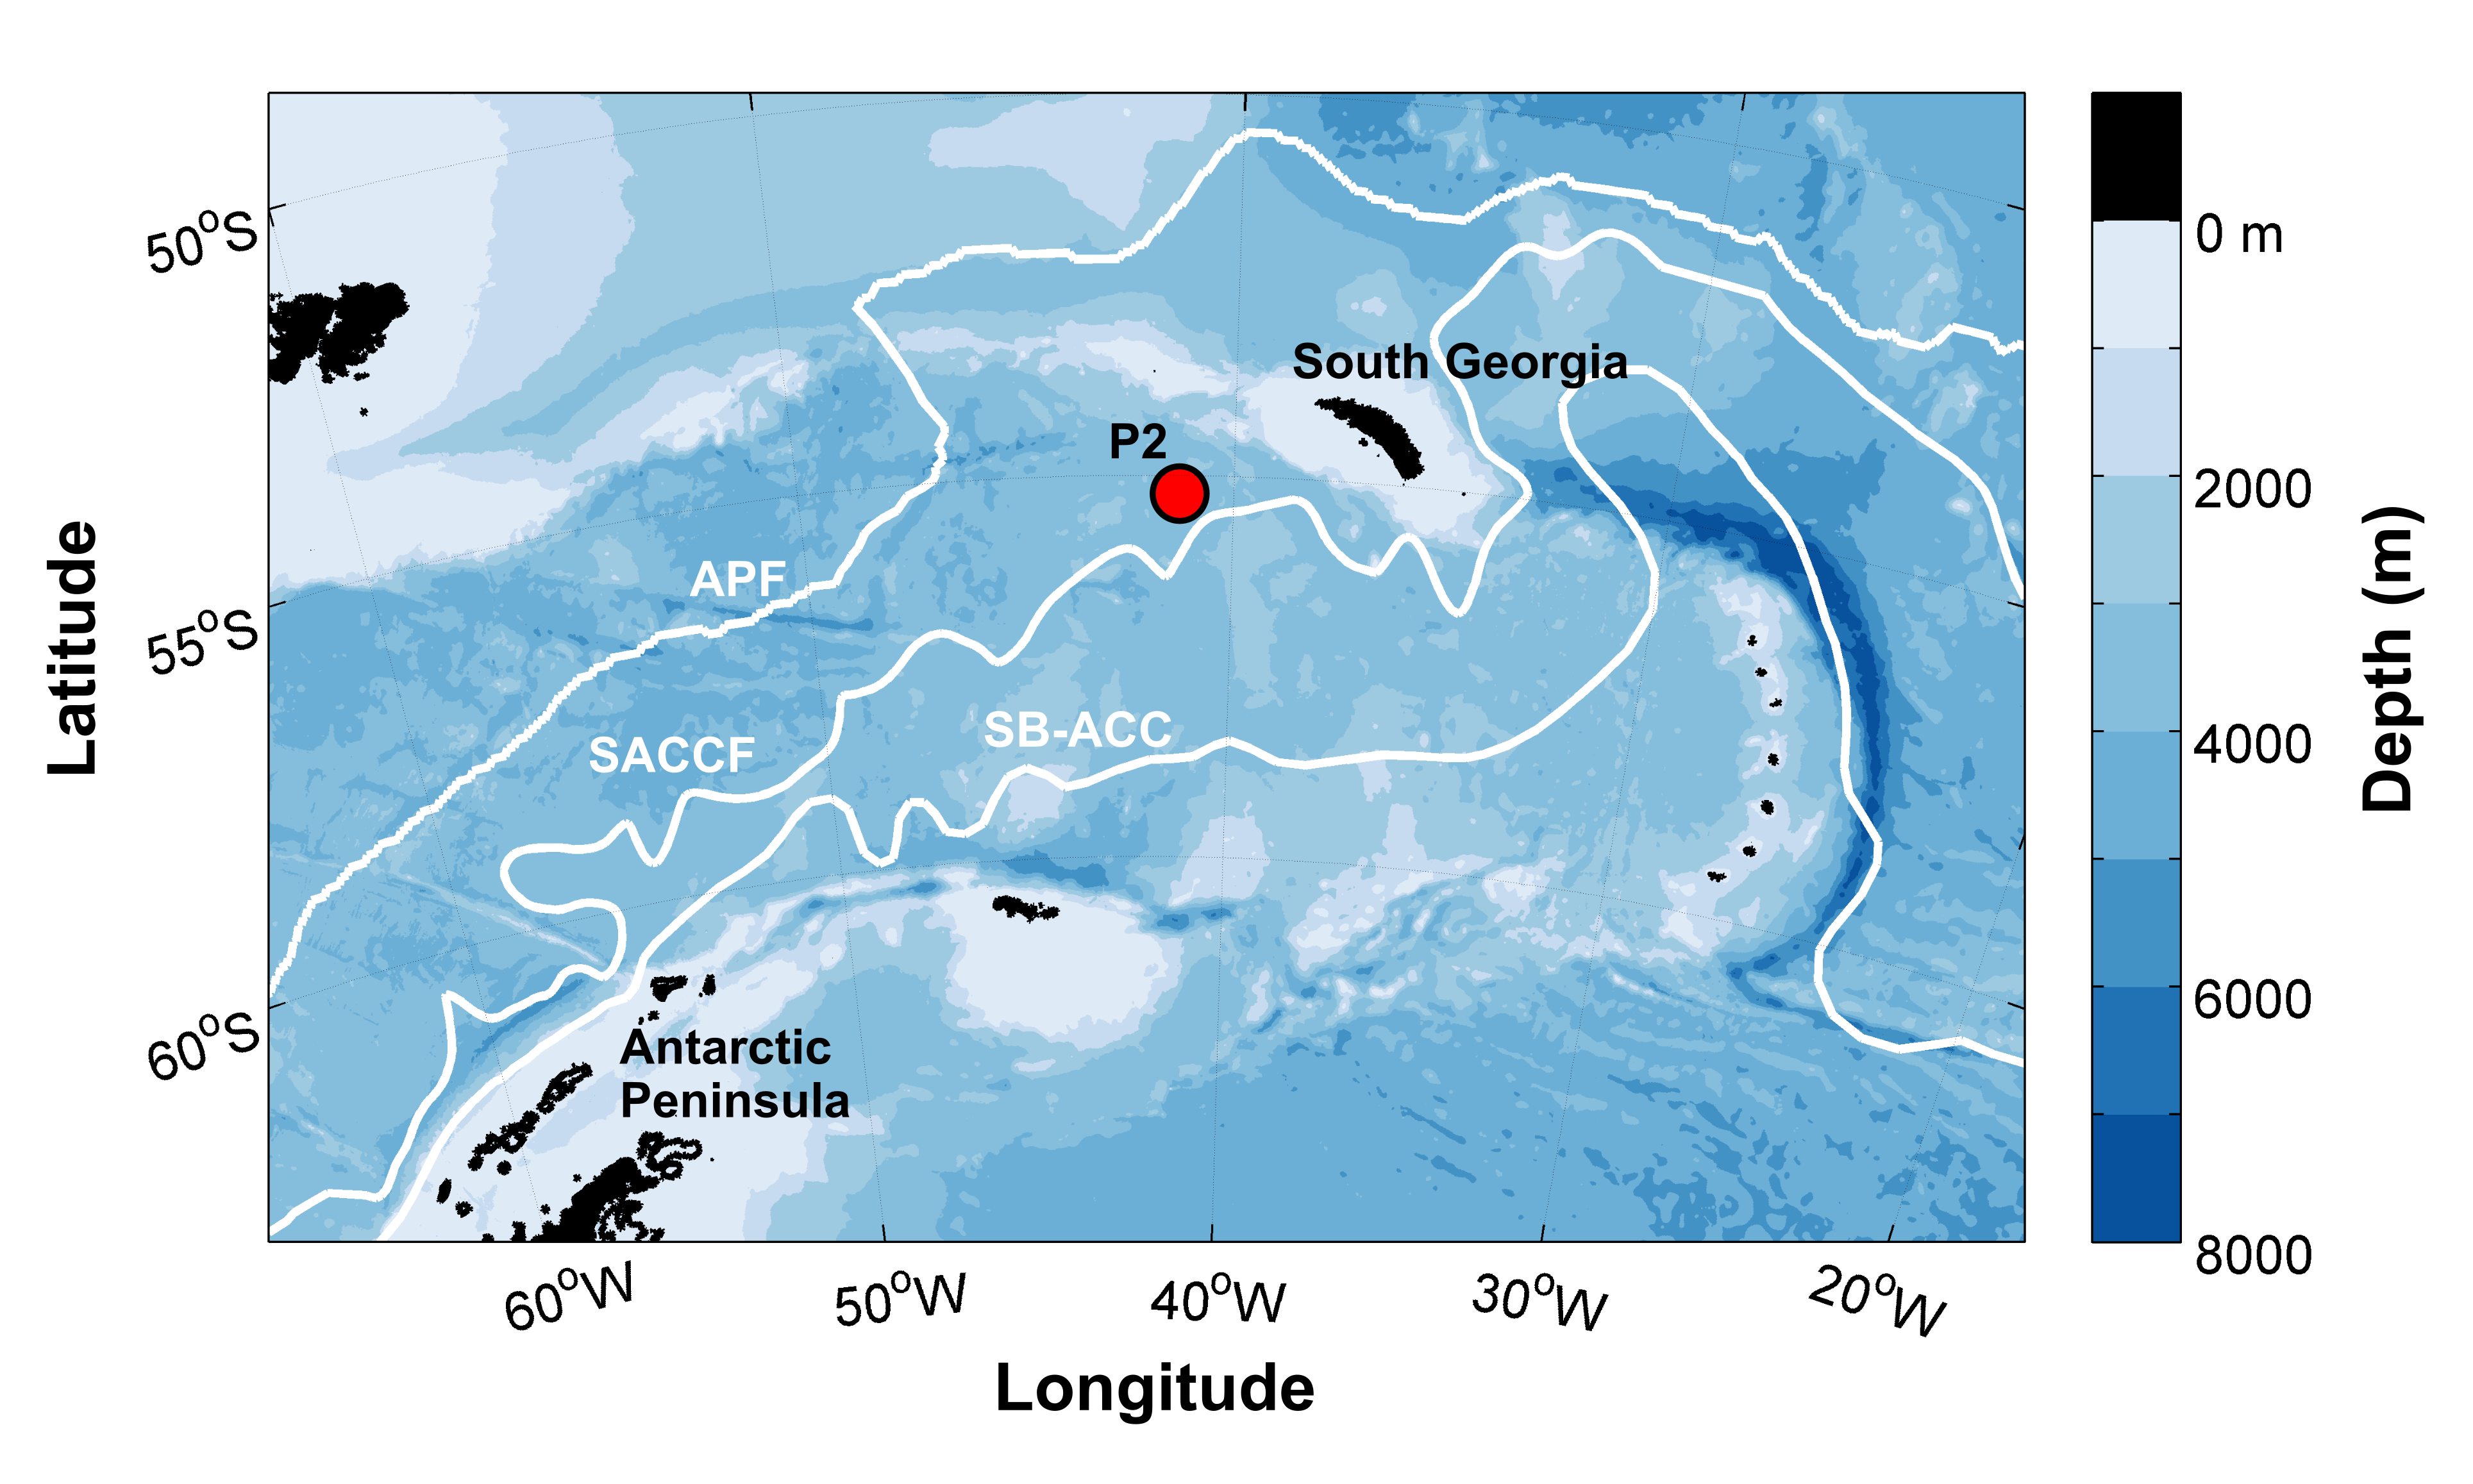 50°S
55°S
60°S
Latitude
South Georgia
P2
APF
SACCF
SB-ACC
Antarctic
Peninsula
60°W
50°W
40°W
30°W
20°W
Longitude
0 m
2000
4000
6000
8000
Depth (m)